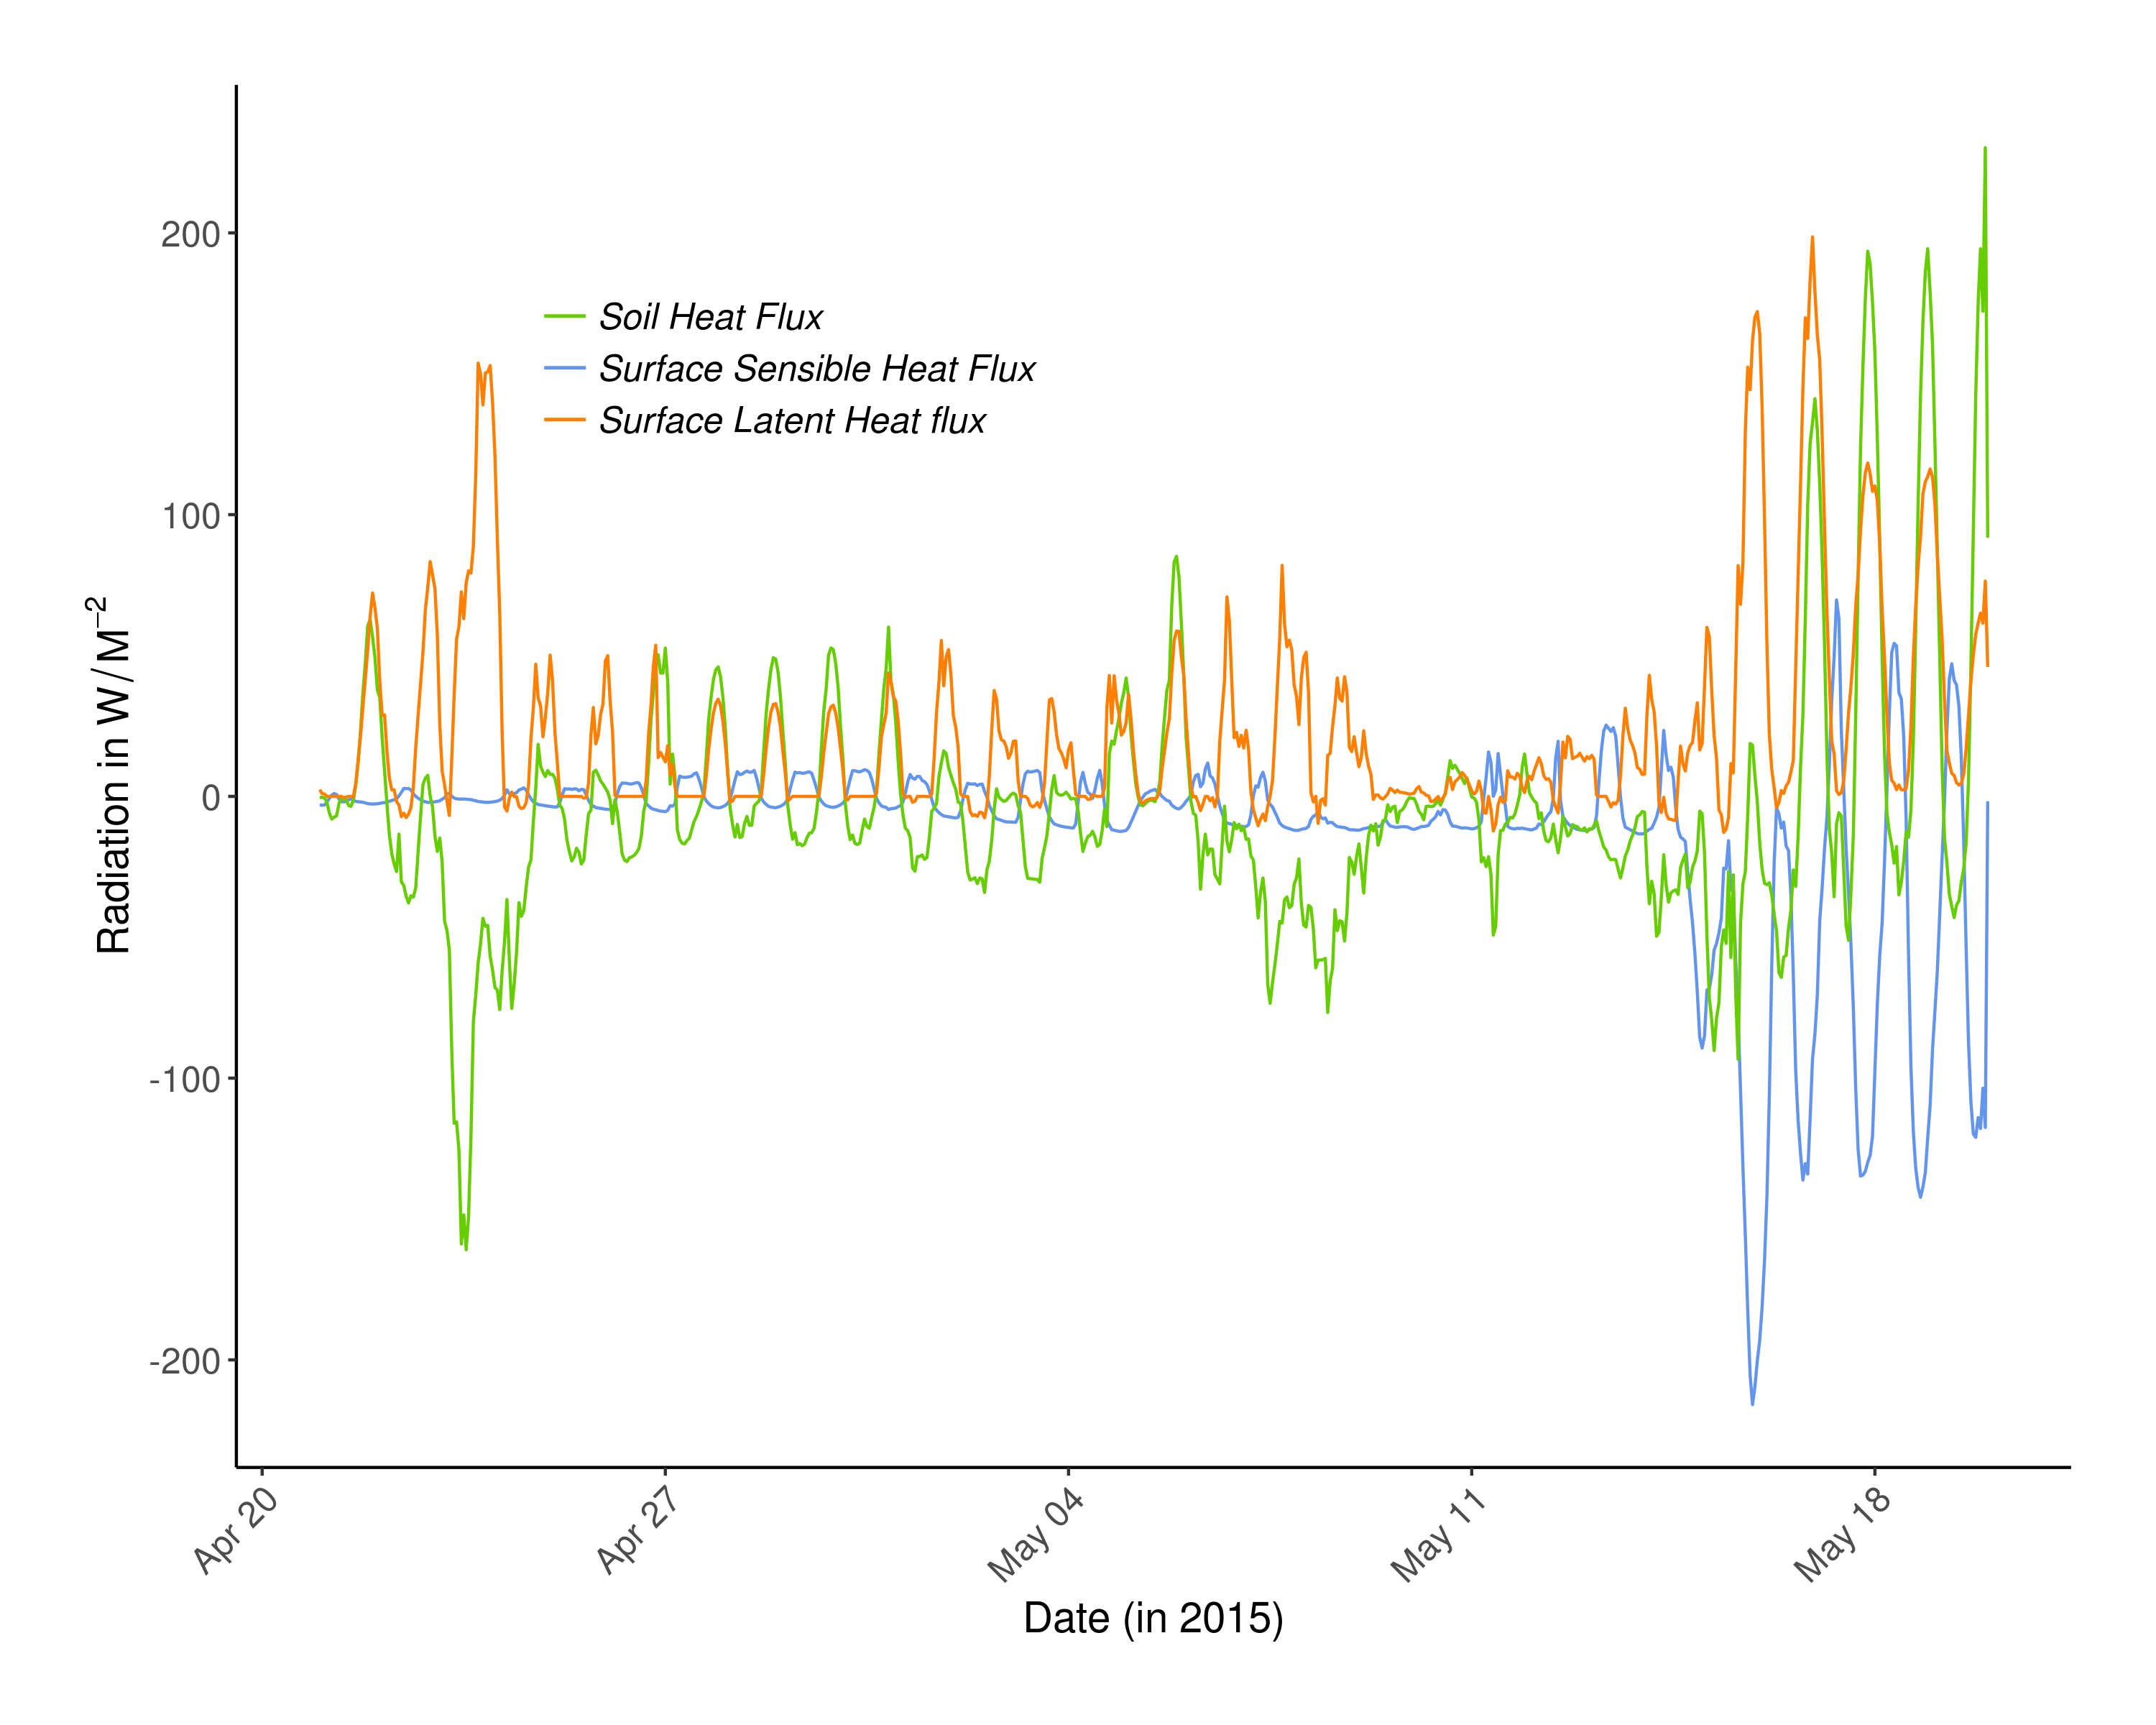 200
100
0
-100
-200
Radiation in W/M⁻²
Soil Heat Flux
Surface Sensible Heat Flux
Surface Latent Heat flux
Apr 20
Apr 27
May 04
May 11
May 18
Date (in 2015)